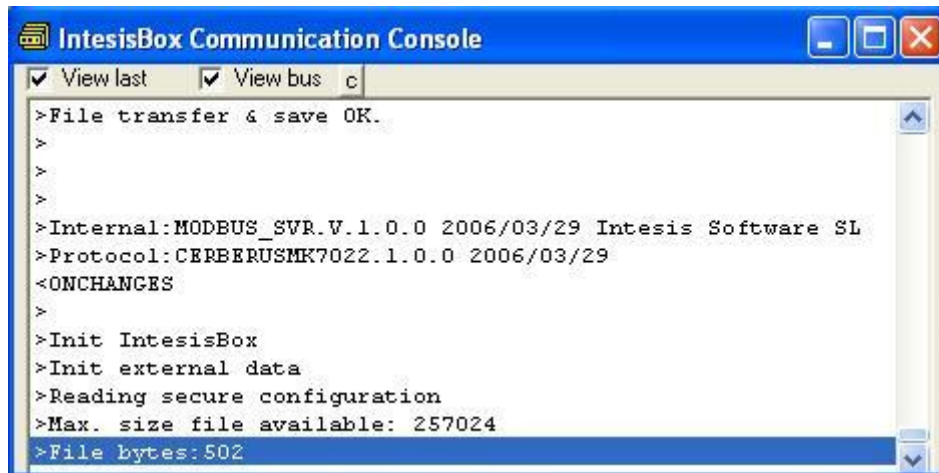 IntesisBox Communication Console
View last View bus c
>File transfer & save OK.
>
>
>
>Internal:MODBUS_SVR.V.1.0.0 2006/03/29 Intesis Software SL
>Protocol:CERBERUSMK7022.1.0.0 2006/03/29
<ONCHANGES
>
>Init IntesisBox
>Init external data
>Reading secure configuration
>Max. size file available: 257024
>File bytes:502